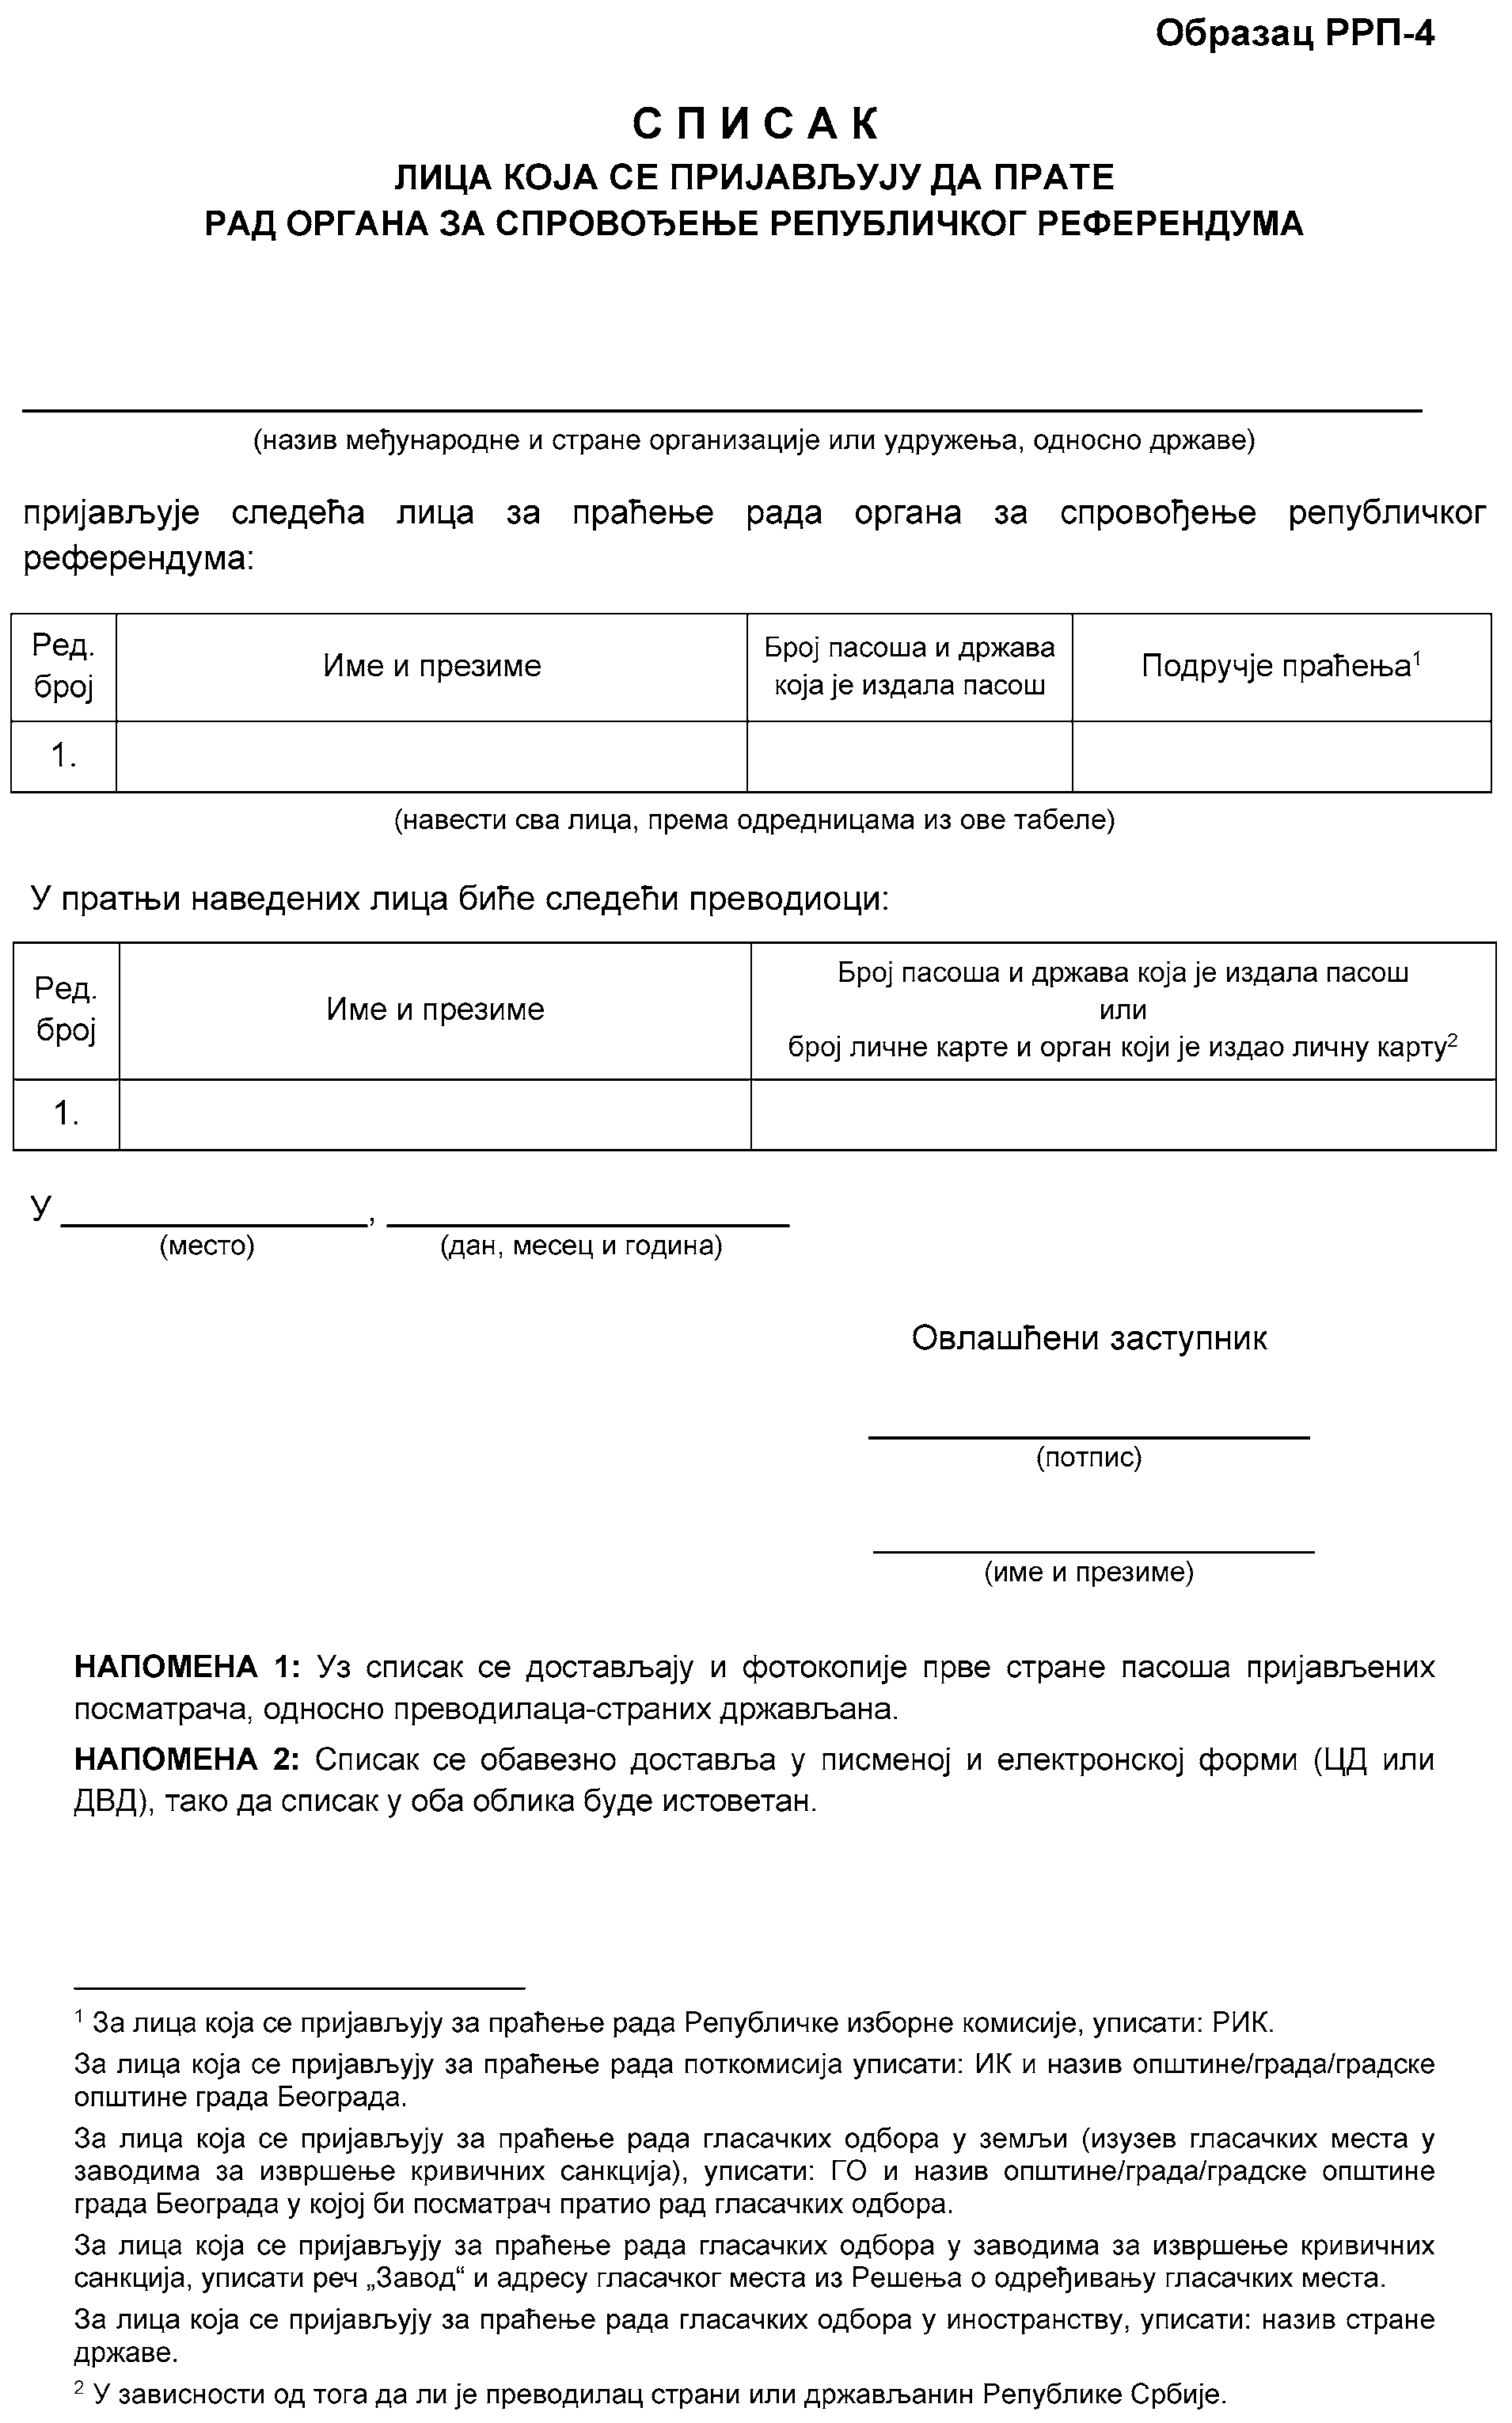 Образац РРП-4
С П И С А К
ЛИЦА КОЈА СЕ ПРИЈАВЉУЈУ ДА ПРАТЕ
РАД ОРГАНА ЗА СПРОВОЂЕЊЕ РЕПУБЛИЧКОГ РЕФЕРЕНДУМА
(назив међународне и стране организације или удружења, односно државе)
пријављује следећа лица за праћење рада органа за спровођење републичког
референдума:
Ред.
број
Име и презиме
Број пасоша и држава
која је издала пасош
Подручје праћења¹
1.
(навести сва лица, према одредницама из ове табеле)
У пратњи наведених лица биће следећи преводиоци:
Ред.
број
Име и презиме
Број пасоша и држава која је издала пасош
или
број личне карте и орган који је издао личну карту²
1.
У ____________________, __________________________
(место) (дан, месец и година)
Овлашћени заступник
(потпис)
(име и презиме)
НАПОМЕНА 1: Уз списак се достављају и фотокопије прве стране пасоша пријављених
посматрача, односно преводилаца-страних држављана.
НАПОМЕНА 2: Списак се обавезно доставља у писменој и електронској форми (ЦД или
ДВД), тако да списак у оба облика буде истоветан.
¹ За лица која се пријављују за праћење рада Републичке изборне комисије, уписати: РИК.
За лица која се пријављују за праћење рада поткомисија уписати: ИК и назив општине/града/градске
општине града Београда.
За лица која се пријављују за праћење рада гласачких одбора у земљи (изузев гласачких места у
заводима за извршење кривичних санкција), уписати: ГО и назив општине/града/градске општине
града Београда у којој би посматрач пратио рад гласачких одбора.
За лица која се пријављују за праћење рада гласачких одбора у заводима за извршење кривичних
санкција, уписати реч „Завод“ и адресу гласачког места из Решења о одређивању гласачких места.
За лица која се пријављују за праћење рада гласачких одбора у иностранству, уписати: назив стране
државе.
² У зависности од тога да ли је преводилац страни или држављанин Републике Србије.